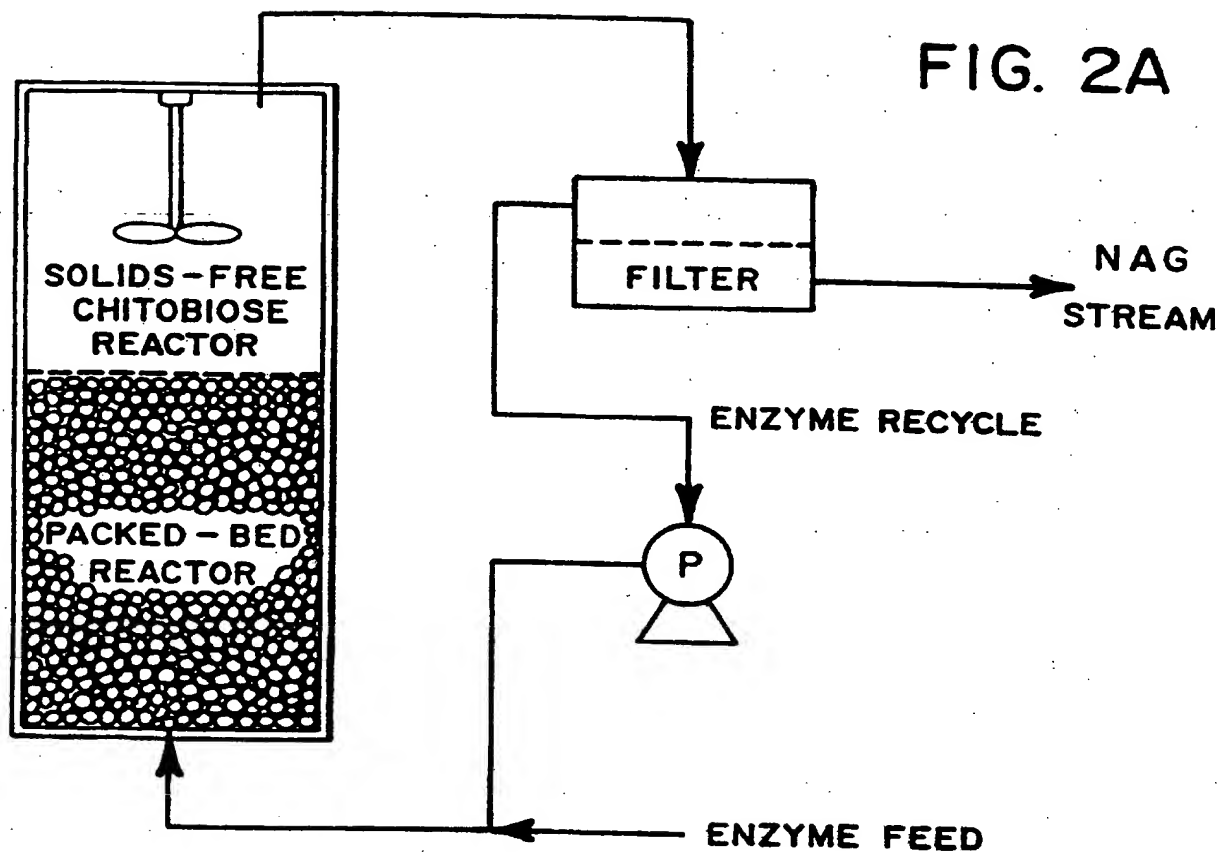 FIG. 2A
SOLIDS-FREE
CHITOBIOSE
REACTOR
FILTER
NAG
STREAM
ENZYME RECYCLE
PACKED-BED
REACTOR
P
ENZYME FEED